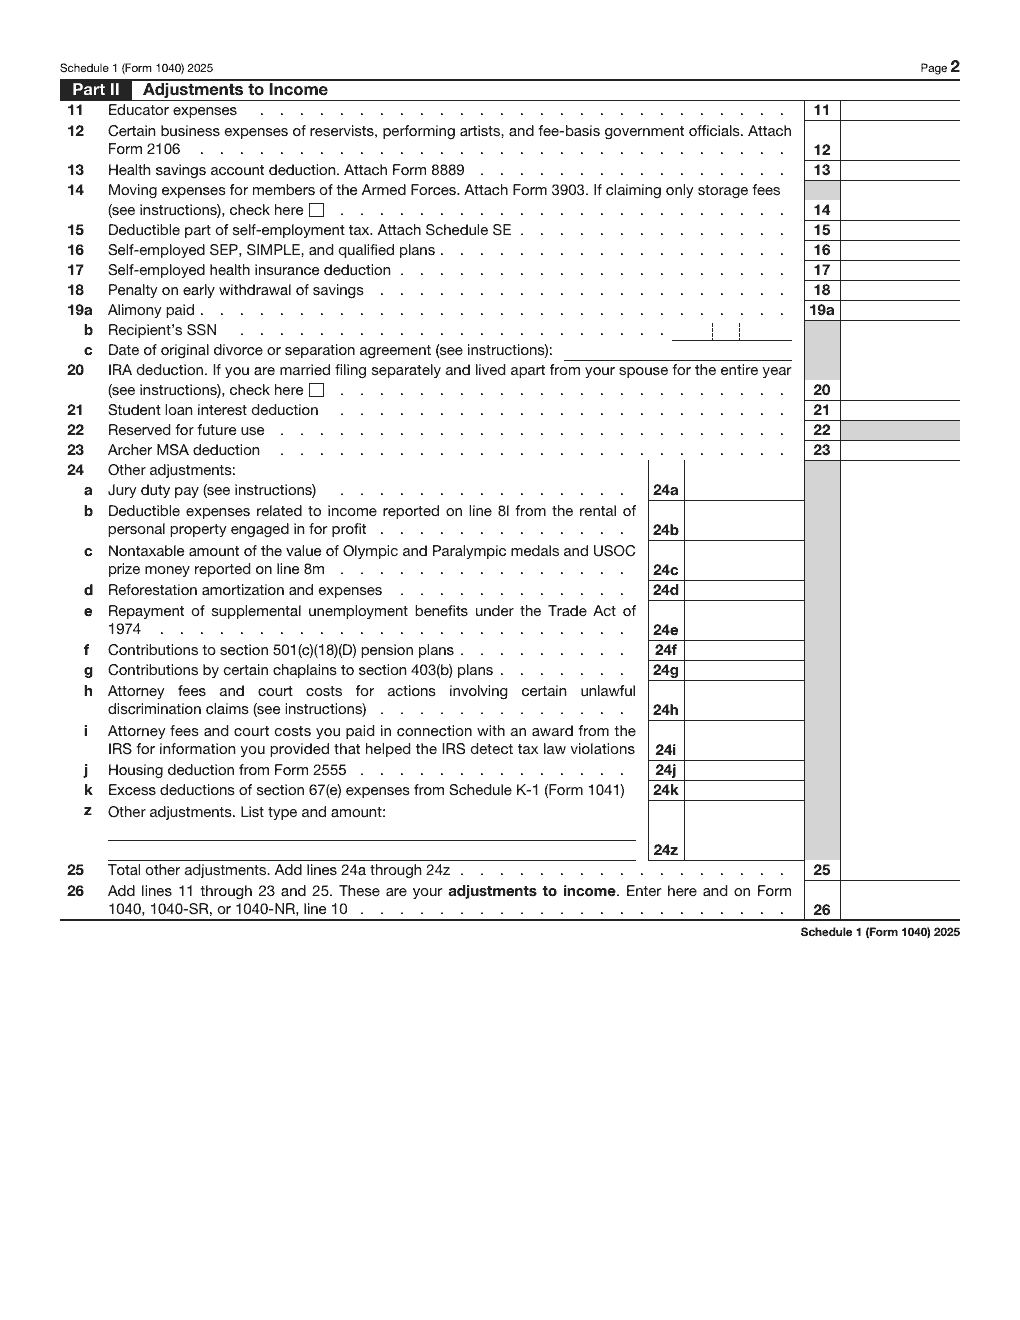 Schedule 1 (Form 1040) 2025 Page 2
Part II Adjustments to Income
11 Educator expenses . . . . . . . . . . . . . . . . . . . . . . . . . . . 11
12 Certain business expenses of reservists, performing artists, and fee-basis government officials. Attach
Form 2106 . . . . . . . . . . . . . . . . . . . . . . . . . . . . . . 12
13 Health savings account deduction. Attach Form 8889 . . . . . . . . . . . . . . . . 13
14 Moving expenses for members of the Armed Forces. Attach Form 3903. If claiming only storage fees
(see instructions), check here . . . . . . . . . . . . . . . . . . . . . . . 14
15 Deductible part of self-employment tax. Attach Schedule SE . . . . . . . . . . . . . . 15
16 Self-employed SEP, SIMPLE, and qualified plans . . . . . . . . . . . . . . . . . . 16
17 Self-employed health insurance deduction . . . . . . . . . . . . . . . . . . . . 17
18 Penalty on early withdrawal of savings . . . . . . . . . . . . . . . . . . . . . 18
19a Alimony paid . . . . . . . . . . . . . . . . . . . . . . . . . . . . . . 19a
b Recipient's SSN . . . . . . . . . . . . . . . . . . . . . .
c Date of original divorce or separation agreement (see instructions):
20 IRA deduction. If you are married filing separately and lived apart from your spouse for the entire year
(see instructions), check here . . . . . . . . . . . . . . . . . . . . . . . 20
21 Student loan interest deduction . . . . . . . . . . . . . . . . . . . . . . . 21
22 Reserved for future use . . . . . . . . . . . . . . . . . . . . . . . . . . 22
23 Archer MSA deduction . . . . . . . . . . . . . . . . . . . . . . . . . . 23
24 Other adjustments:
a Jury duty pay (see instructions) . . . . . . . . . . . . . . . 24a
b Deductible expenses related to income reported on line 8l from the rental of
personal property engaged in for profit . . . . . . . . . . . . . 24b
c Nontaxable amount of the value of Olympic and Paralympic medals and USOC
prize money reported on line 8m . . . . . . . . . . . . . . . 24c
d Reforestation amortization and expenses . . . . . . . . . . . . 24d
e Repayment of supplemental unemployment benefits under the Trade Act of
1974 . . . . . . . . . . . . . . . . . . . . . . . . 24e
f Contributions to section 501(c)(18)(D) pension plans . . . . . . . . . 24f
g Contributions by certain chaplains to section 403(b) plans . . . . . . . 24g
h Attorney fees and court costs for actions involving certain unlawful
discrimination claims (see instructions) . . . . . . . . . . . . . 24h
i Attorney fees and court costs you paid in connection with an award from the
IRS for information you provided that helped the IRS detect tax law violations 24i
j Housing deduction from Form 2555 . . . . . . . . . . . . . . 24j
k Excess deductions of section 67(e) expenses from Schedule K-1 (Form 1041) 24k
z Other adjustments. List type and amount:
24z
25 Total other adjustments. Add lines 24a through 24z . . . . . . . . . . . . . . . . . 25
26 Add lines 11 through 23 and 25. These are your adjustments to income. Enter here and on Form
1040, 1040-SR, or 1040-NR, line 10 . . . . . . . . . . . . . . . . . . . . . . 26
Schedule 1 (Form 1040) 2025